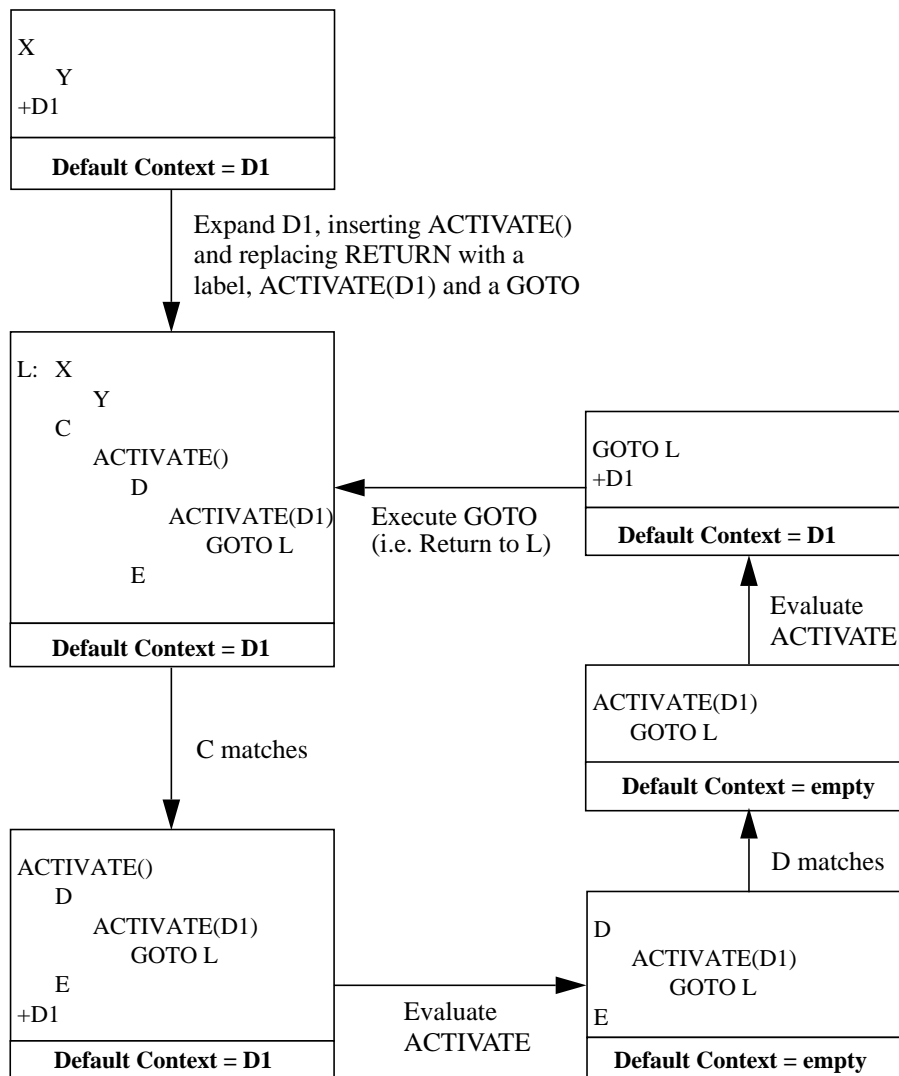 X
Y
+D1
Default Context = D1
Expand D1, inserting ACTIVATE()
and replacing RETURN with a
label, ACTIVATE(D1) and a GOTO
L: X
Y
C
ACTIVATE()
D
ACTIVATE(D1)
GOTO L
E
Default Context = D1
GOTO L
+D1
Default Context = D1
Execute GOTO
(i.e. Return to L)
Evaluate
ACTIVATE
ACTIVATE(D1)
GOTO L
Default Context = empty
C matches
D matches
ACTIVATE()
D
ACTIVATE(D1)
GOTO L
E
+D1
Default Context = D1
Evaluate
ACTIVATE
D
ACTIVATE(D1)
GOTO L
E
Default Context = empty